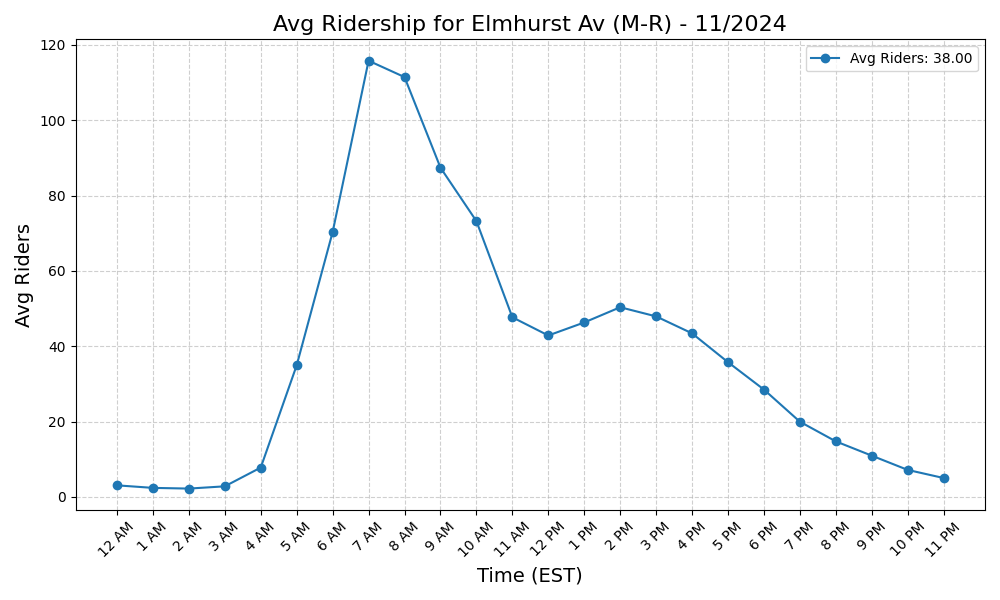 Avg Ridership for Elmhurst Av (M-R) - 11/2024
Avg Riders: 38.00
Avg Riders
120
100
80
60
40
20
0
12 AM
1 AM
2 AM
3 AM
4 AM
5 AM
6 AM
7 AM
8 AM
9 AM
10 AM
11 AM
12 PM
1 PM
2 PM
3 PM
4 PM
5 PM
6 PM
7 PM
8 PM
9 PM
10 PM
11 PM
Time (EST)